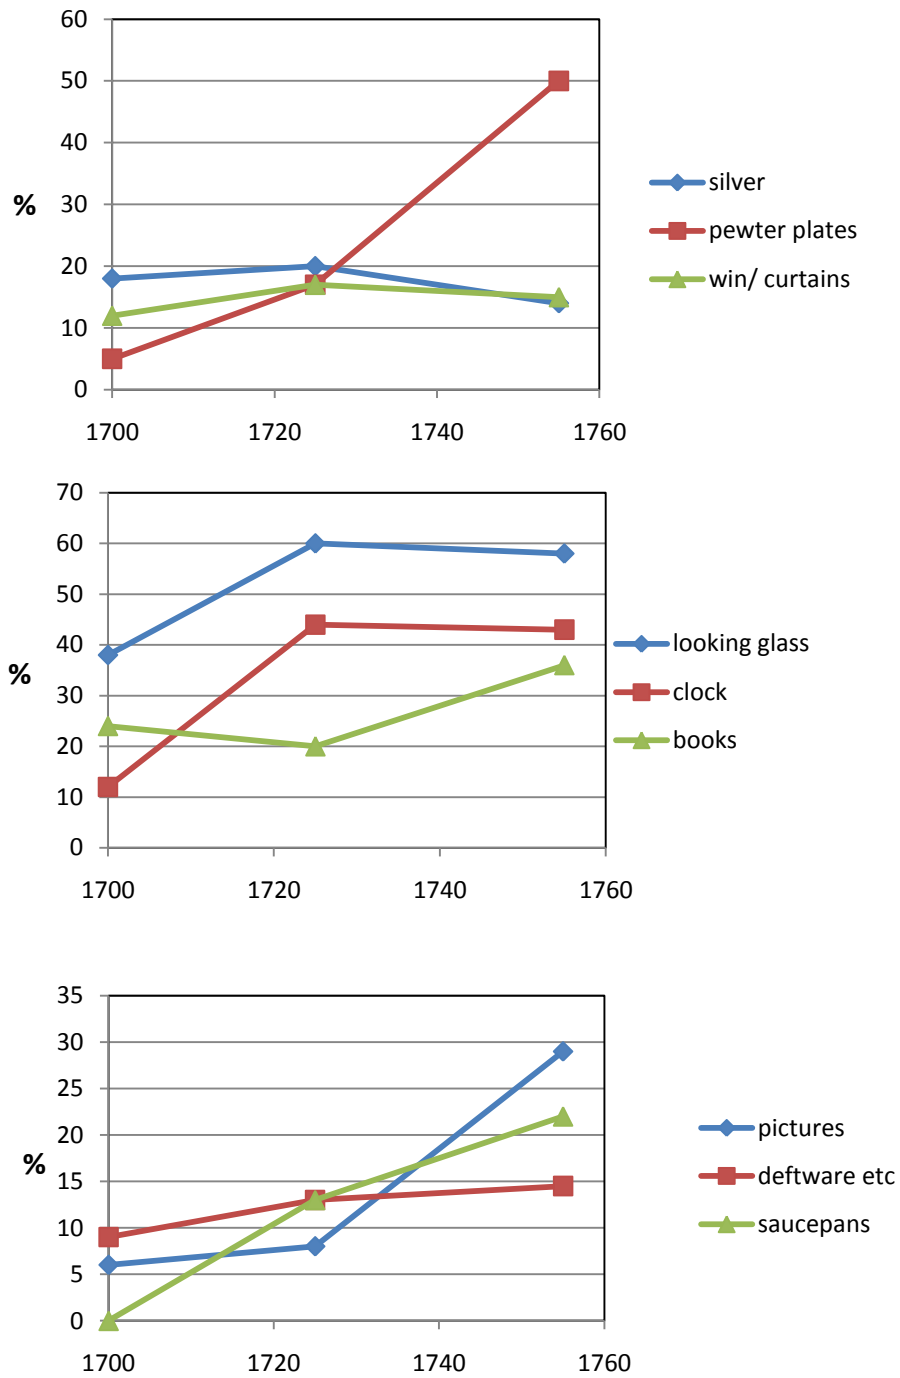 60
50
40
30
20
10
0
%
1700 1720 1740 1760
silver
pewter plates
win/ curtains
70
60
50
40
30
20
10
0
%
1700 1720 1740 1760
looking glass
clock
books
35
30
25
20
15
10
5
0
%
1700 1720 1740 1760
pictures
deftware etc
saucepans